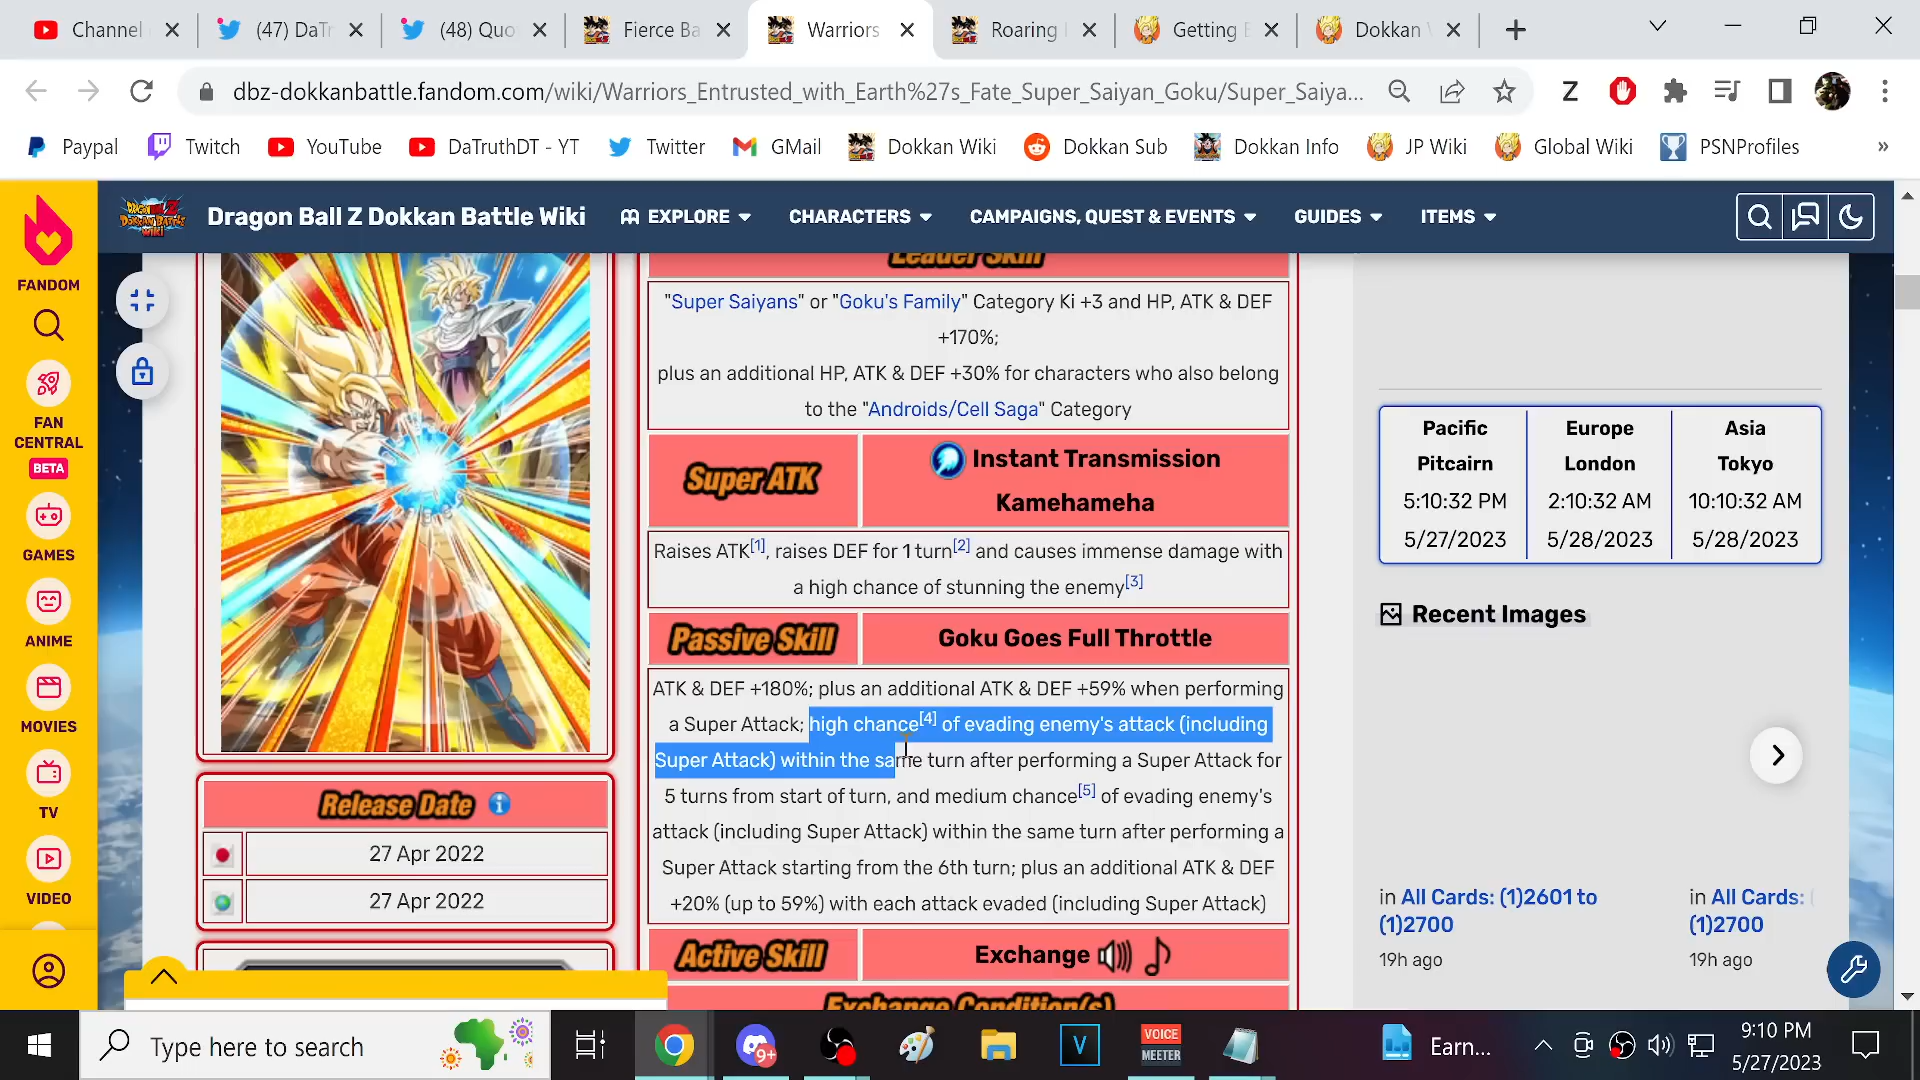 Channel
(47) DaTr
(48) Quo
Fierce Ba
Warriors
Roaring
Getting
Dokkan
dbz-dokkanbattle.fandom.com/wiki/Warriors_Entrusted_with_Earth%27s_Fate_Super_Saiyan_Goku/Super_Saiya...
Z
Paypal
Twitch
YouTube
DaTruthDT - YT
Twitter
GMail
Dokkan Wiki
Dokkan Sub
Dokkan Info
JP Wiki
Global Wiki
PSNProfiles
»
Dragon Ball Z Dokkan Battle Wiki
EXPLORE
CHARACTERS
CAMPAIGNS, QUEST & EVENTS
GUIDES
ITEMS
FANDOM
FAN
CENTRAL
BETA
GAMES
ANIME
MOVIES
TV
VIDEO
Release Date
27 Apr 2022
27 Apr 2022
Leader Skill
"Super Saiyans" or "Goku's Family" Category Ki +3 and HP, ATK & DEF
+170%;
plus an additional HP, ATK & DEF +30% for characters who also belong
to the "Androids/Cell Saga" Category
Super ATK
Instant Transmission
Kamehameha
Raises ATK[1], raises DEF for 1 turn[2] and causes immense damage with
a high chance of stunning the enemy[3]
Passive Skill
Goku Goes Full Throttle
ATK & DEF +180%; plus an additional ATK & DEF +59% when performing
a Super Attack; high chance[4] of evading enemy's attack (including
Super Attack) within the same turn after performing a Super Attack for
5 turns from start of turn, and medium chance[5] of evading enemy's
attack (including Super Attack) within the same turn after performing a
Super Attack starting from the 6th turn; plus an additional ATK & DEF
+20% (up to 59%) with each attack evaded (including Super Attack)
Active Skill
Exchange
Exchange Condition(s)
Pacific
Pitcairn
5:10:32 PM
5/27/2023
Europe
London
2:10:32 AM
5/28/2023
Asia
Tokyo
10:10:32 AM
5/28/2023
Recent Images
in All Cards: (1)2601 to
(1)2700
19h ago
in All Cards:
(1)2700
19h ago
Type here to search
9+
V
VOICE
MEETER
Earn...
9:10 PM
5/27/2023